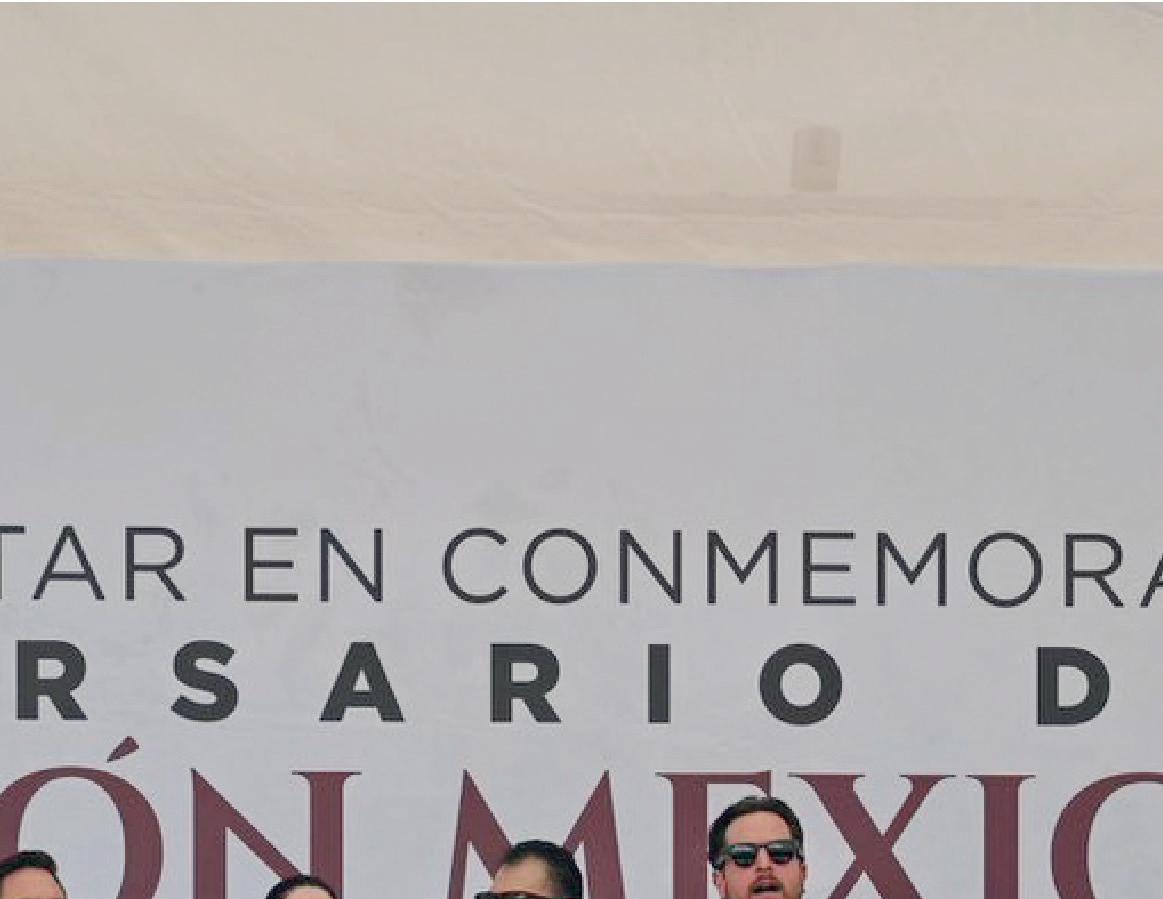 TAR EN CONMEMORA
RSARIO D
ÓN MEXIC